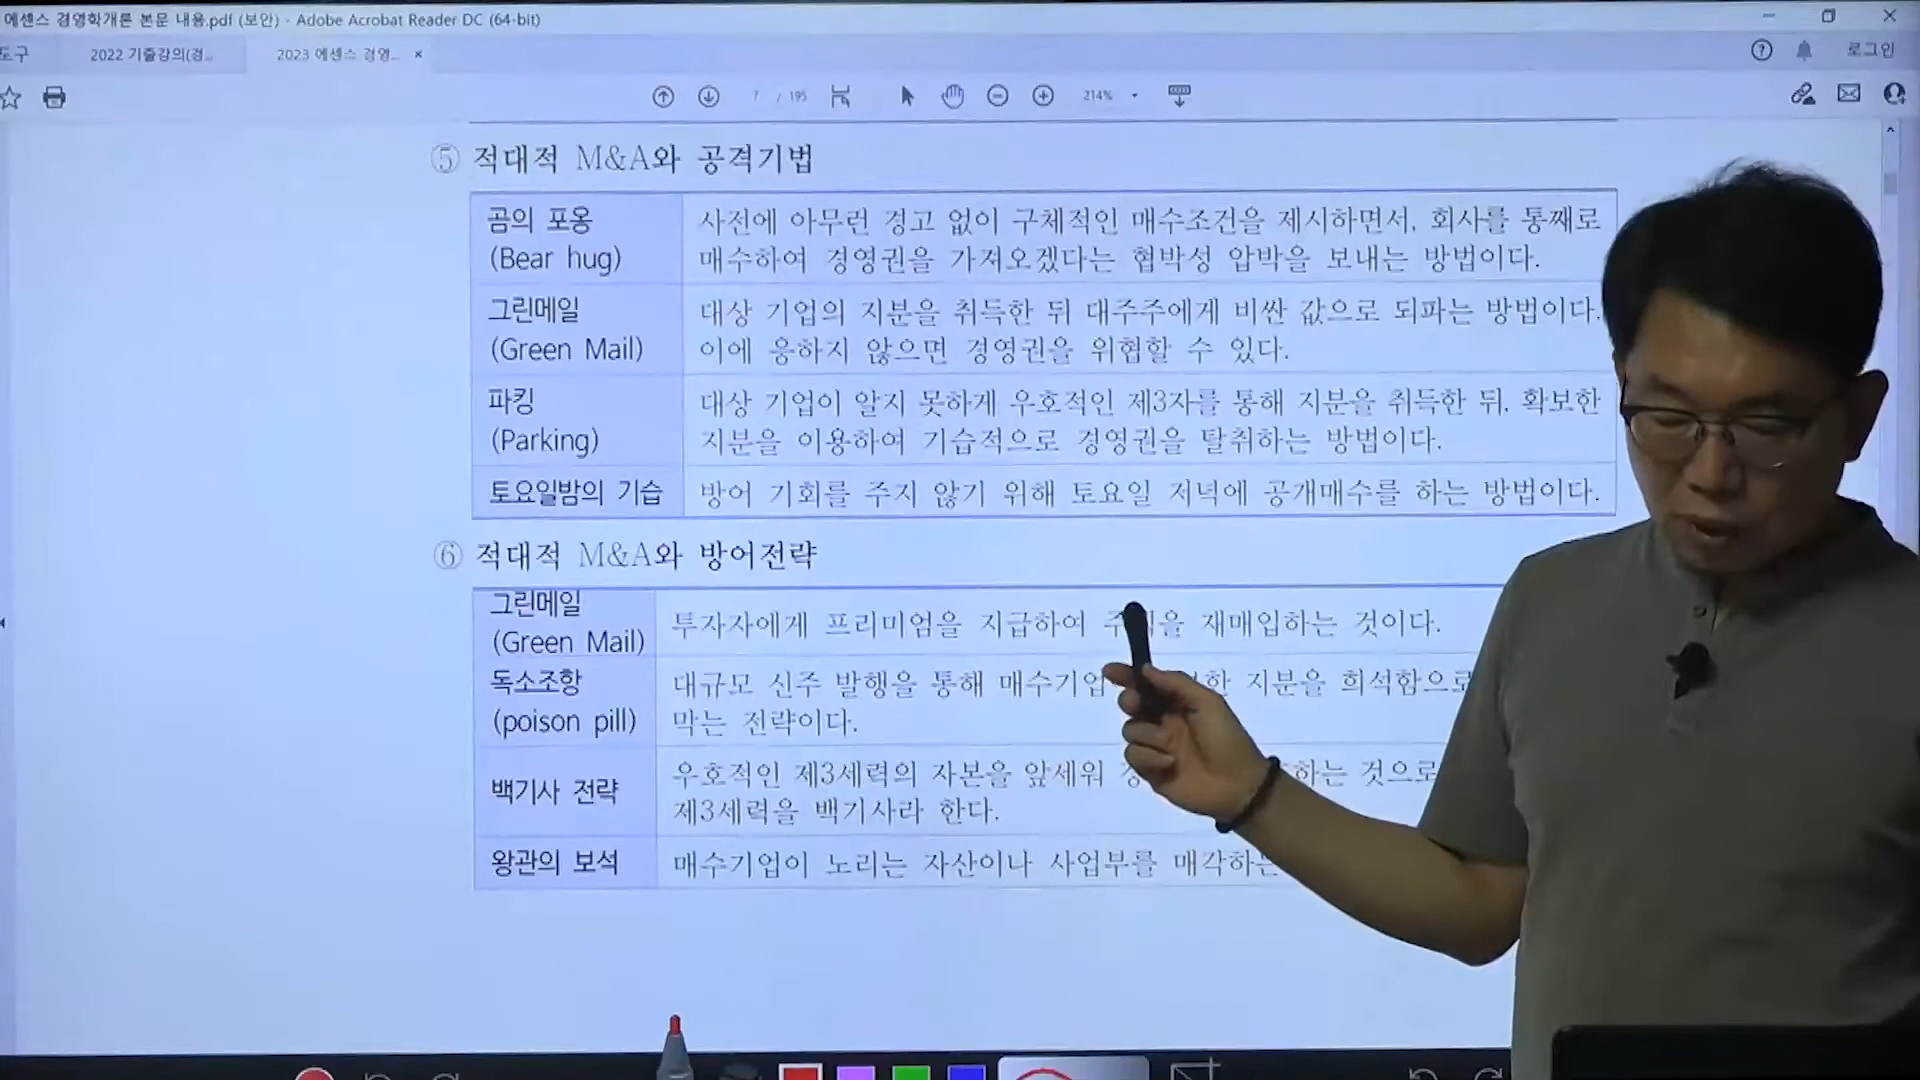 에센스 경영학개론 본문 내용.pdf (보안) - Adobe Acrobat Reader DC (64-bit)
도구 2022 기출강의(경... 2023 에센스 경영... ×
로그인
7 / 195 214%
⑤ 적대적 M&A와 공격기법
곰의 포옹
(Bear hug)
사전에 아무런 경고 없이 구체적인 매수조건을 제시하면서, 회사를 통째로
매수하여 경영권을 가져오겠다는 협박성 압박을 보내는 방법이다.
그린메일
(Green Mail)
대상 기업의 지분을 취득한 뒤 대주주에게 비싼 값으로 되파는 방법이다.
이에 응하지 않으면 경영권을 위협할 수 있다.
파킹
(Parking)
대상 기업이 알지 못하게 우호적인 제3자를 통해 지분을 취득한 뒤, 확보한
지분을 이용하여 기습적으로 경영권을 탈취하는 방법이다.
토요일밤의 기습
방어 기회를 주지 않기 위해 토요일 저녁에 공개매수를 하는 방법이다.
⑥ 적대적 M&A와 방어전략
그린메일
(Green Mail)
투자자에게 프리미엄을 지급하여 재매입하는 것이다.
독소조항
(poison pill)
대규모 신주 발행을 통해 매수기업 지분을 희석함으로
막는 전략이다.
백기사 전략
우호적인 제3세력의 자본을 앞세워 하는 것으로
제3세력을 백기사라 한다.
왕관의 보석
매수기업이 노리는 자산이나 사업부를 매각하는